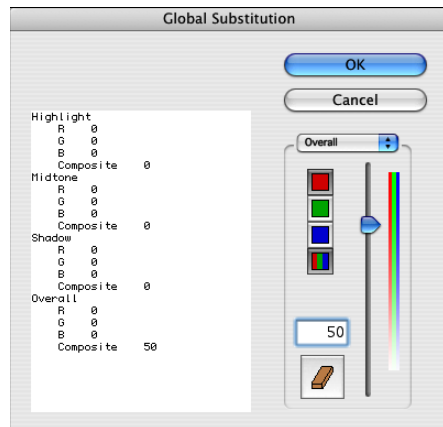 Global Substitution
OK
Cancel
Highlight
R 0
G 0
B 0
Composite 0
Midtone
R 0
G 0
B 0
Composite 0
Shadow
R 0
G 0
B 0
Composite 0
Overall
R 0
G 0
B 0
Composite 50
Overall
50